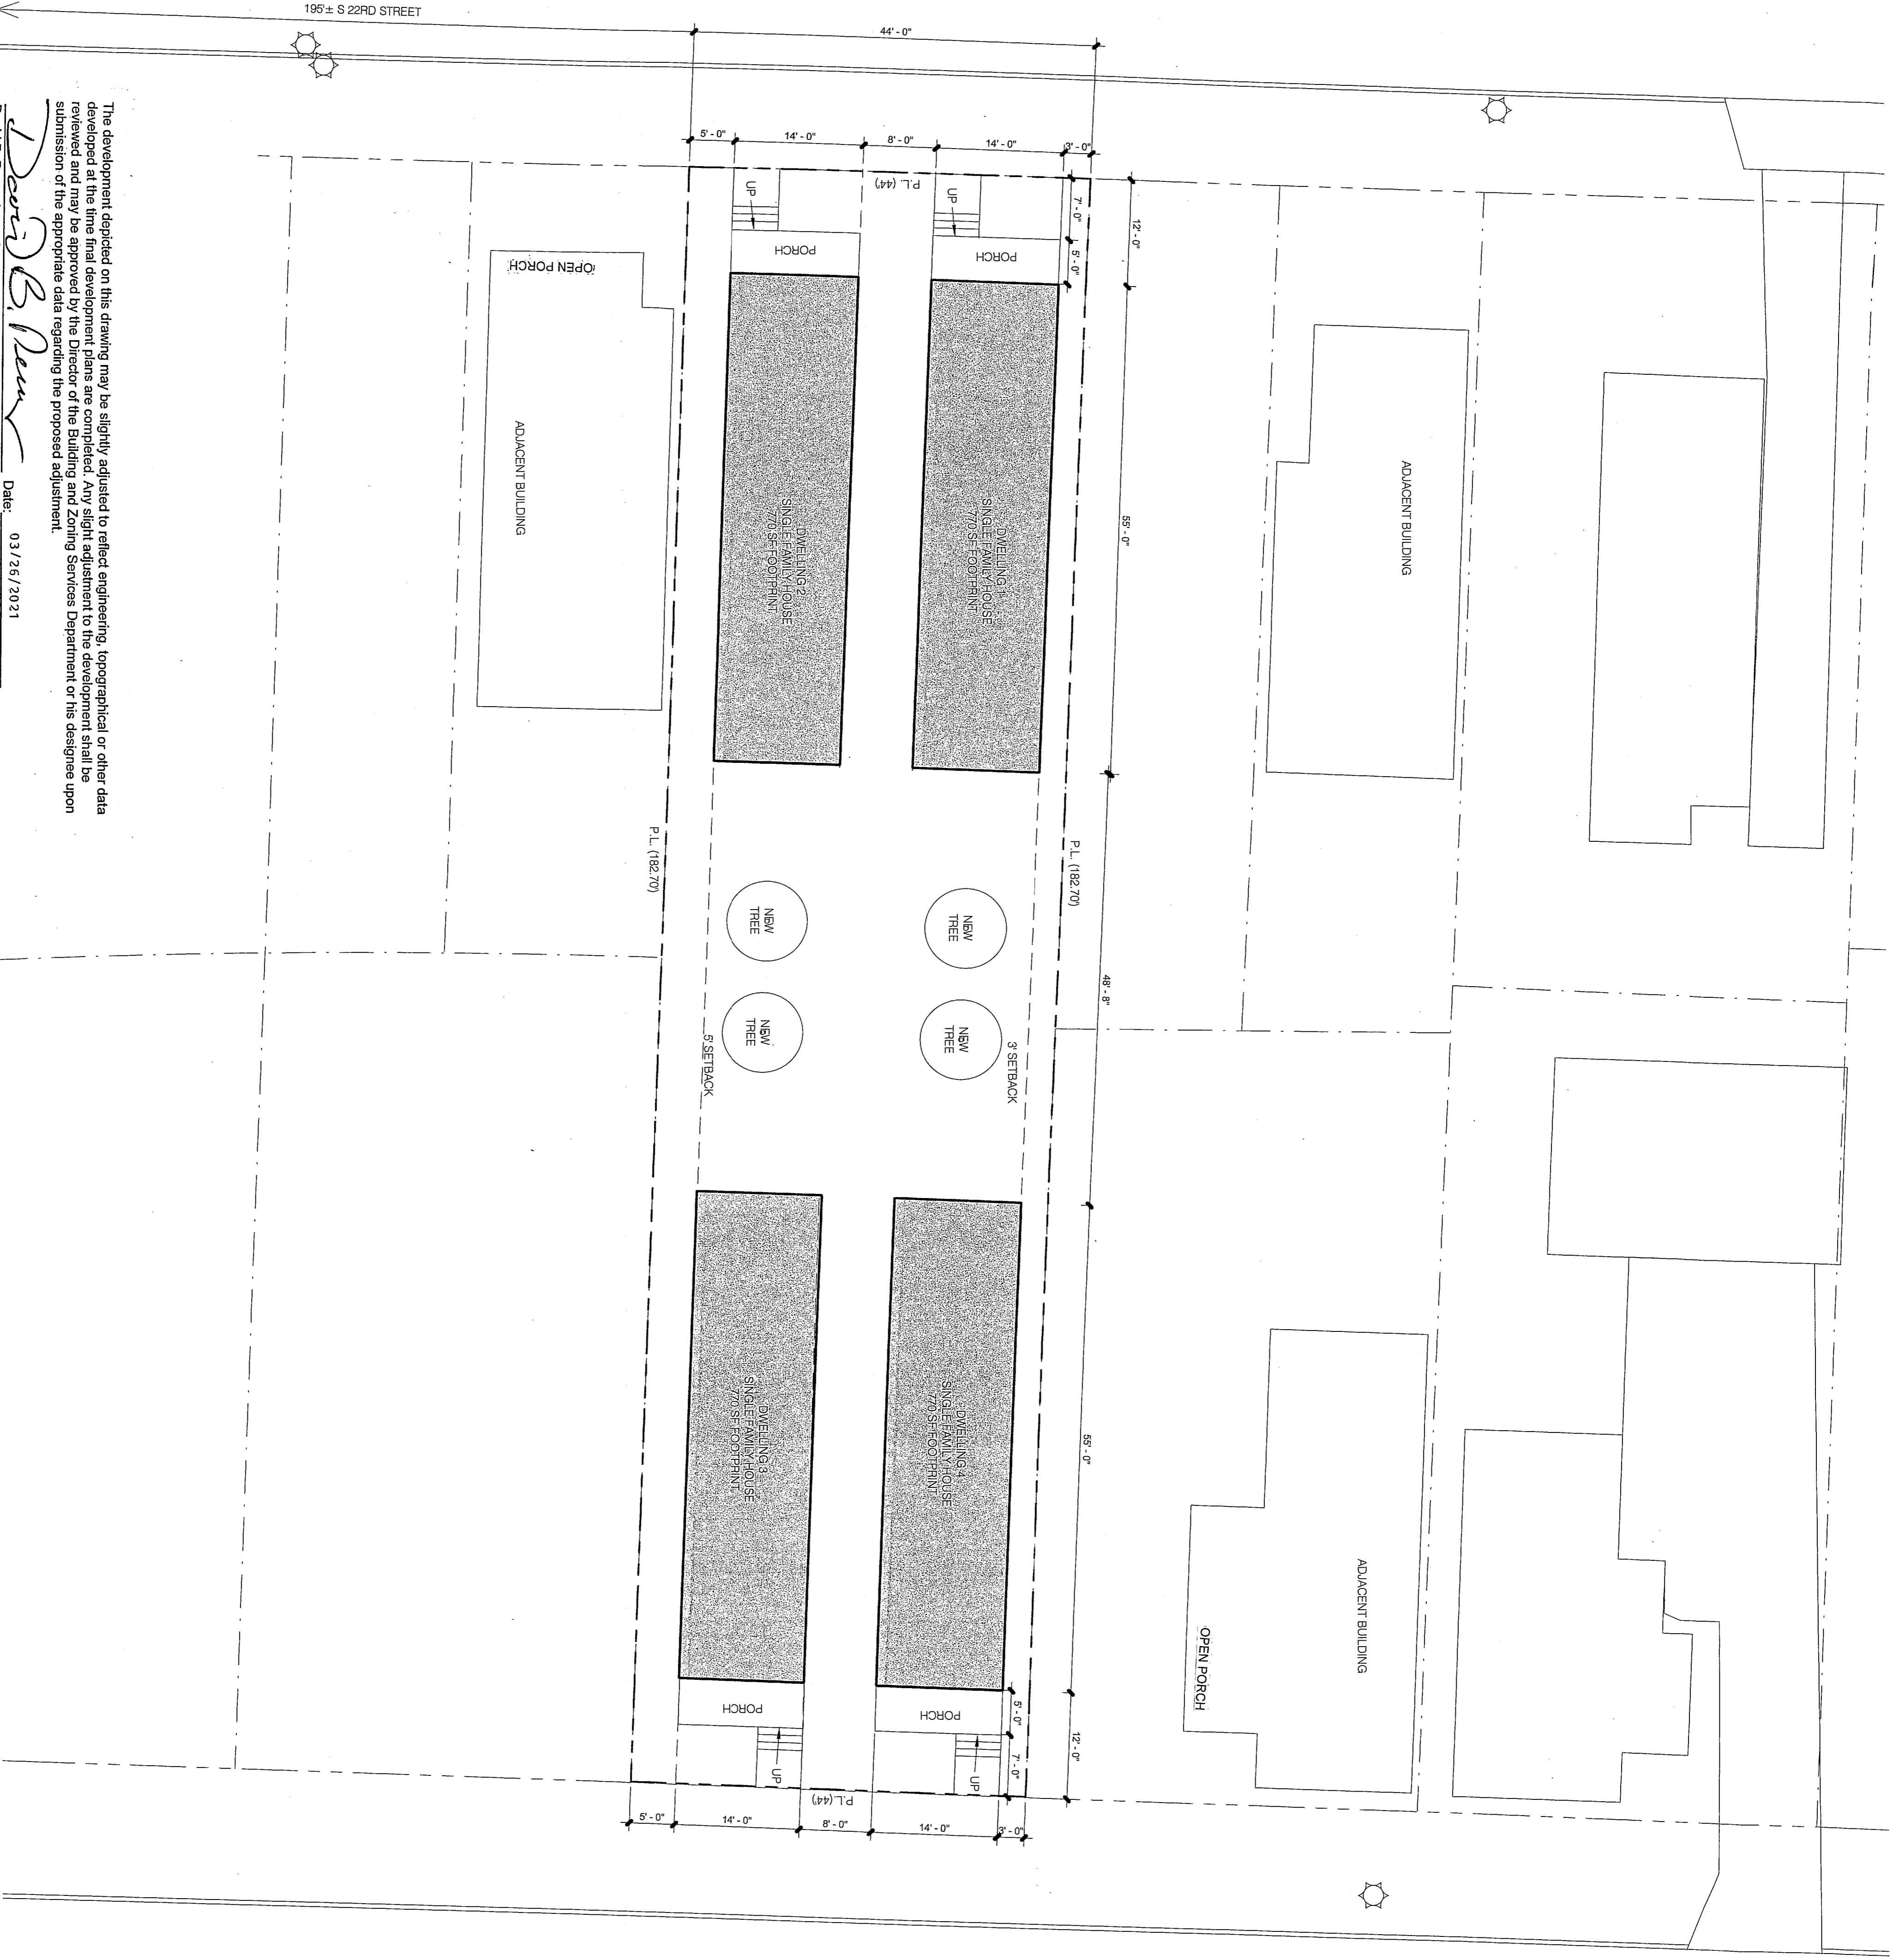 195'± S 22RD STREET
44' - 0"
5' - 0"
14' - 0"
8' - 0"
14' - 0"
3' - 0"
P.L. (44')
UP
UP
7' - 0"
12' - 0"
PORCH
PORCH
5' - 0"
OPEN PORCH
ADJACENT BUILDING
DWELLING 2
SINGLE FAMILY HOUSE
770 SF FOOTPRINT
DWELLING 1
SINGLE FAMILY HOUSE
770 SF FOOTPRINT
55' - 0"
ADJACENT BUILDING
The development depicted on this drawing may be slightly adjusted to reflect engineering, topographical or other data
developed at the time final development plans are completed. Any slight adjustment to the development shall be
reviewed and may be approved by the Director of the Building and Zoning Services Department or his designee upon
submission of the appropriate data regarding the proposed adjustment.
Date: 03/26/2021
P.L. (182.70')
P.L. (182.70')
NEW
TREE
NEW
TREE
NEW
TREE
NEW
TREE
48' - 8"
5' SETBACK
3' SETBACK
DWELLING 3
SINGLE FAMILY HOUSE
770 SF FOOTPRINT
DWELLING 4
SINGLE FAMILY HOUSE
770 SF FOOTPRINT
55' - 0"
ADJACENT BUILDING
OPEN PORCH
PORCH
PORCH
5' - 0"
12' - 0"
7' - 0"
UP
UP
P.L. (44')
5' - 0"
14' - 0"
8' - 0"
14' - 0"
3' - 0"